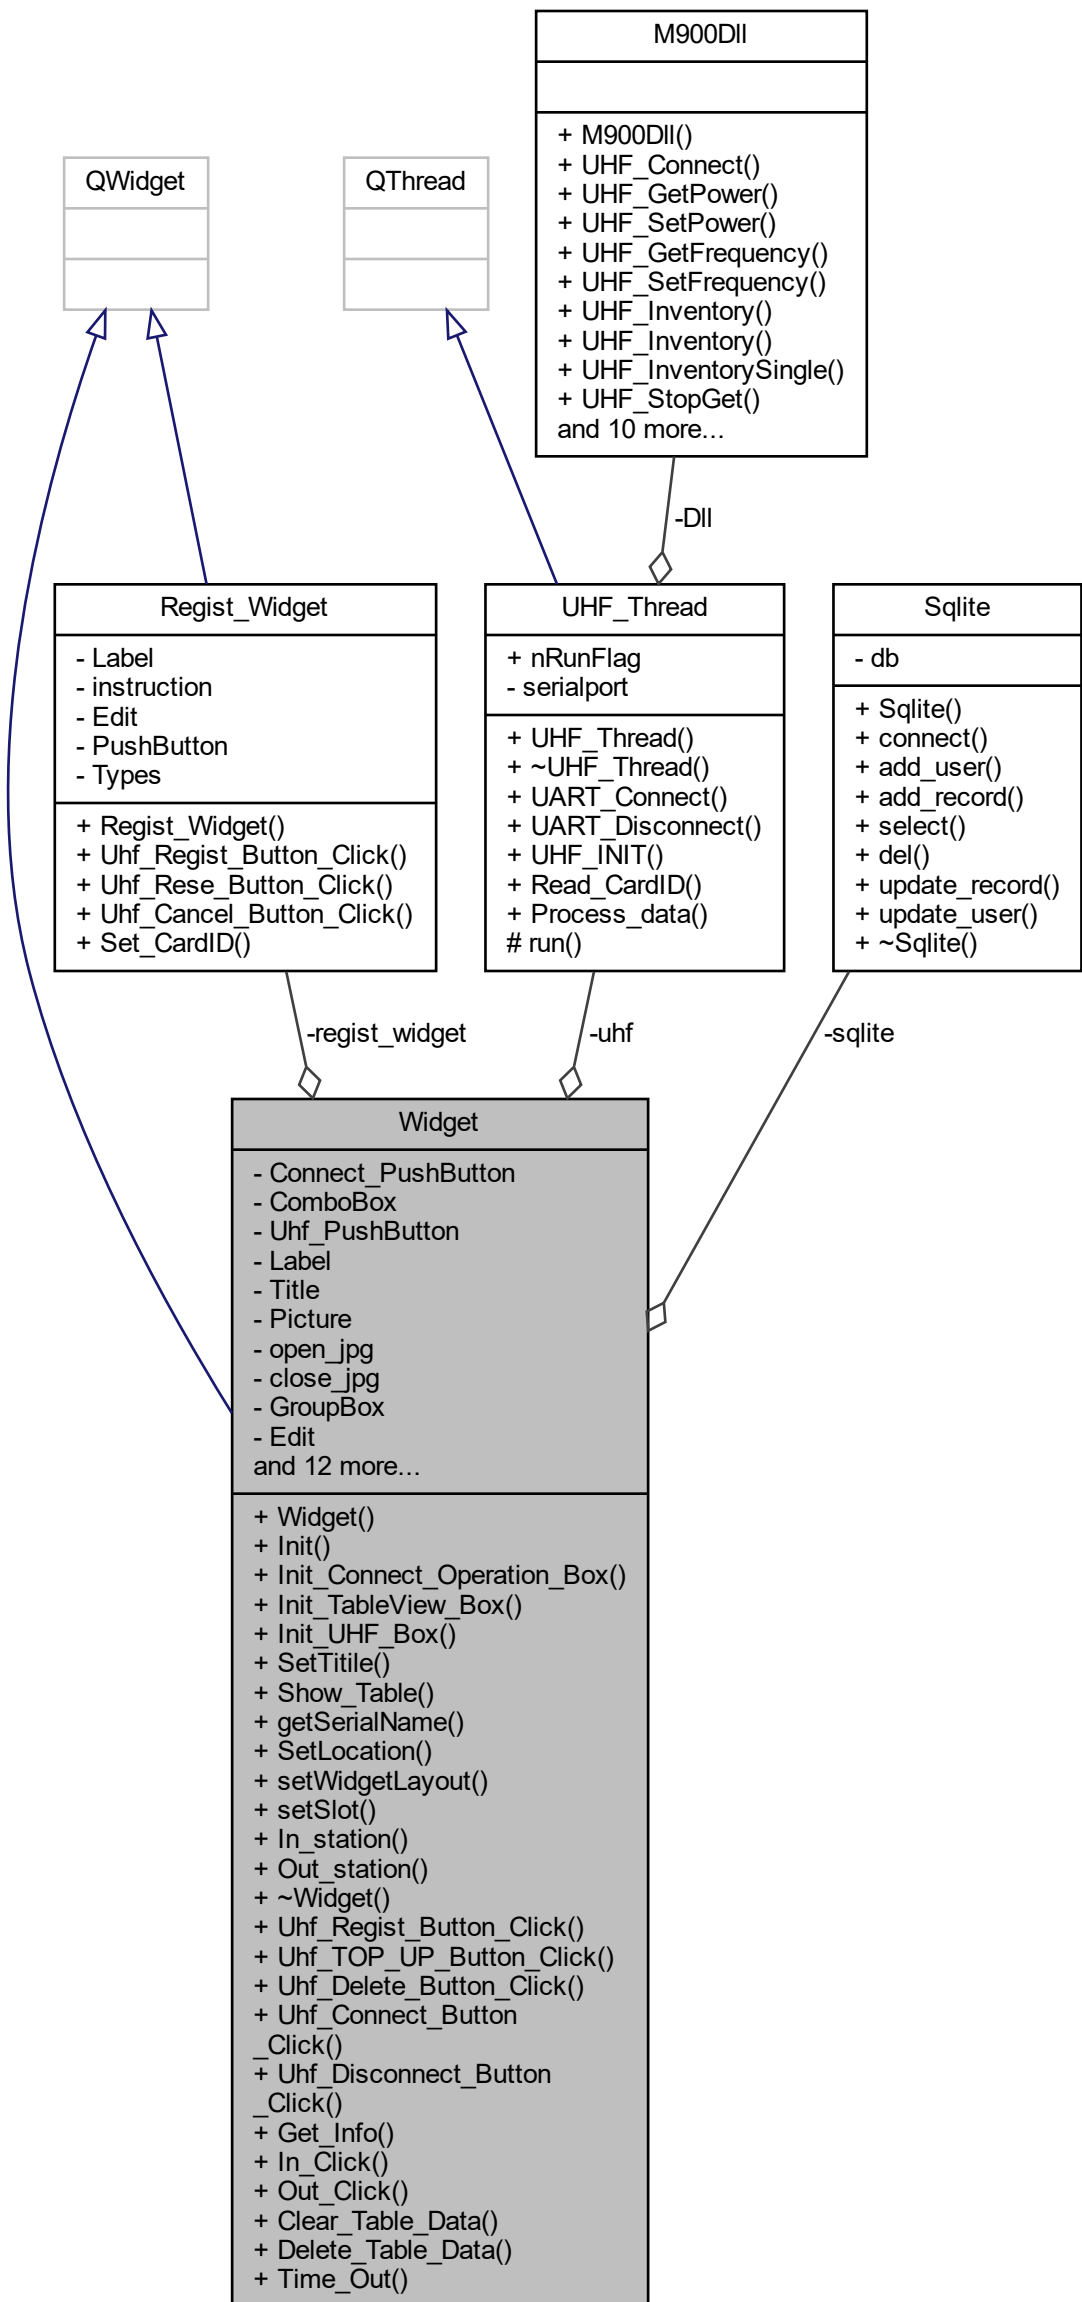 M900Dll
+ M900Dll()
+ UHF_Connect()
+ UHF_GetPower()
+ UHF_SetPower()
+ UHF_GetFrequency()
+ UHF_SetFrequency()
+ UHF_Inventory()
+ UHF_Inventory()
+ UHF_InventorySingle()
+ UHF_StopGet()
and 10 more...
QWidget
QThread
-Dll
Regist_Widget
- Label
- instruction
- Edit
- PushButton
- Types
+ Regist_Widget()
+ Uhf_Regist_Button_Click()
+ Uhf_Rese_Button_Click()
+ Uhf_Cancel_Button_Click()
+ Set_CardID()
UHF_Thread
+ nRunFlag
- serialport
+ UHF_Thread()
+ ~UHF_Thread()
+ UART_Connect()
+ UART_Disconnect()
+ UHF_INIT()
+ Read_CardID()
+ Process_data()
# run()
Sqlite
- db
+ Sqlite()
+ connect()
+ add_user()
+ add_record()
+ select()
+ del()
+ update_record()
+ update_user()
+ ~Sqlite()
-regist_widget
-uhf
-sqlite
Widget
- Connect_PushButton
- ComboBox
- Uhf_PushButton
- Label
- Title
- Picture
- open_jpg
- close_jpg
- GroupBox
- Edit
and 12 more...
+ Widget()
+ Init()
+ Init_Connect_Operation_Box()
+ Init_TableView_Box()
+ Init_UHF_Box()
+ SetTitile()
+ Show_Table()
+ getSerialName()
+ SetLocation()
+ setWidgetLayout()
+ setSlot()
+ In_station()
+ Out_station()
+ ~Widget()
+ Uhf_Regist_Button_Click()
+ Uhf_TOP_UP_Button_Click()
+ Uhf_Delete_Button_Click()
+ Uhf_Connect_Button
_Click()
+ Uhf_Disconnect_Button
_Click()
+ Get_Info()
+ In_Click()
+ Out_Click()
+ Clear_Table_Data()
+ Delete_Table_Data()
+ Time_Out()